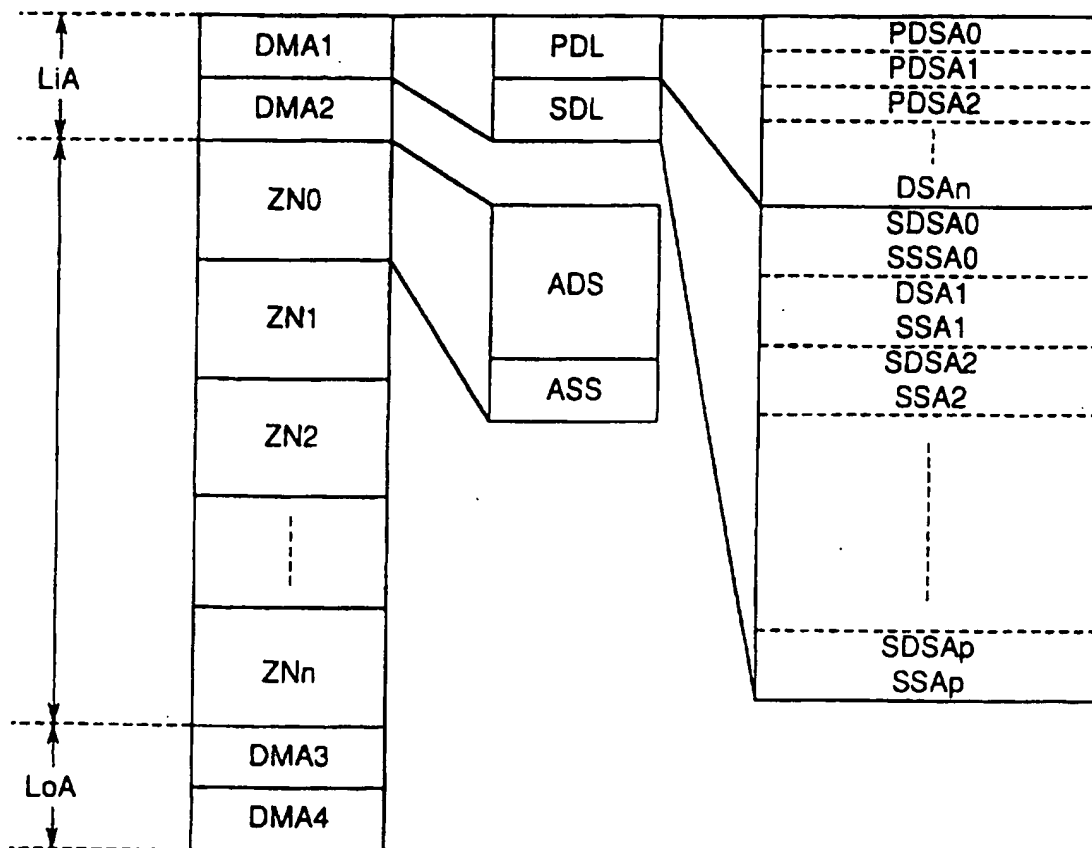 LiA
DMA1
DMA2
ZN0
ZN1
ZN2
ZNn
DMA3
DMA4
LoA
PDL
SDL
ADS
ASS
PDSA0
PDSA1
PDSA2
DSAn
SDSA0
SSSA0
DSA1
SSA1
SDSA2
SSA2
SDSAp
SSAp